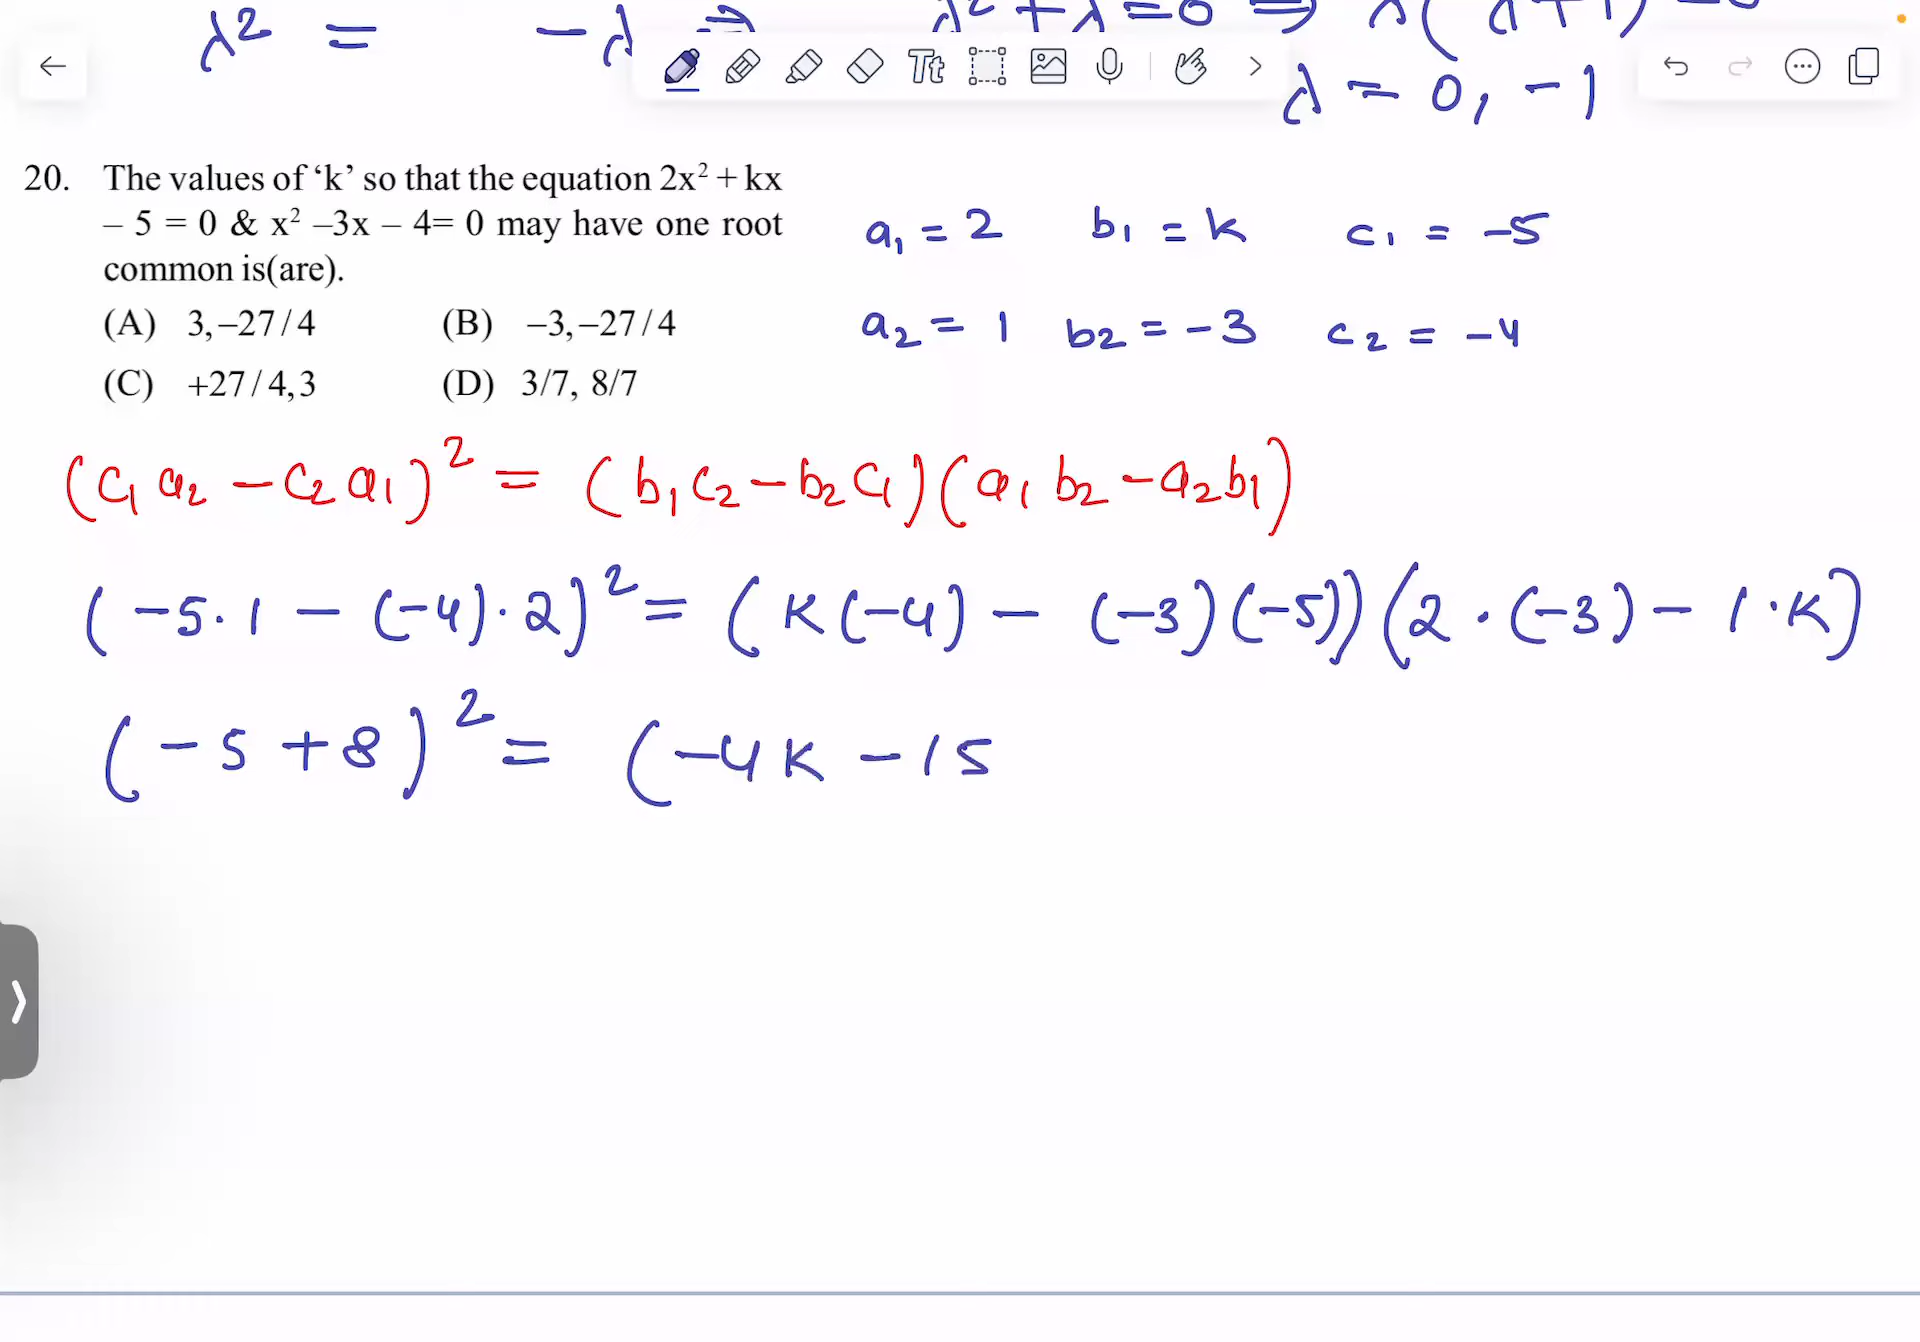 λ² = -λ ⇒ λ² + λ = 0 ⇒ λ(λ+1) = 0
Tt
λ = 0, -1
20. The values of ‘k’ so that the equation 2x² + kx
– 5 = 0 & x² –3x – 4= 0 may have one root
common is(are).
(A) 3,–27/4 (B) –3,–27/4
(C) +27/4,3 (D) 3/7, 8/7
a₁ = 2 b₁ = k c₁ = -5
a₂ = 1 b₂ = -3 c₂ = -4
(c₁a₂ - c₂a₁)² = (b₁c₂ - b₂c₁)(a₁b₂ - a₂b₁)
(-5·1 - (-4)·2)² = (k(-4) - (-3)(-5))(2·(-3) - 1·k)
(-5+8)² = (-4k - 15